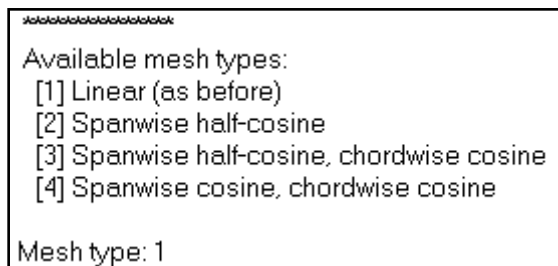 *****************
Available mesh types:
[1] Linear (as before)
[2] Spanwise half-cosine
[3] Spanwise half-cosine, chordwise cosine
[4] Spanwise cosine, chordwise cosine
Mesh type: 1